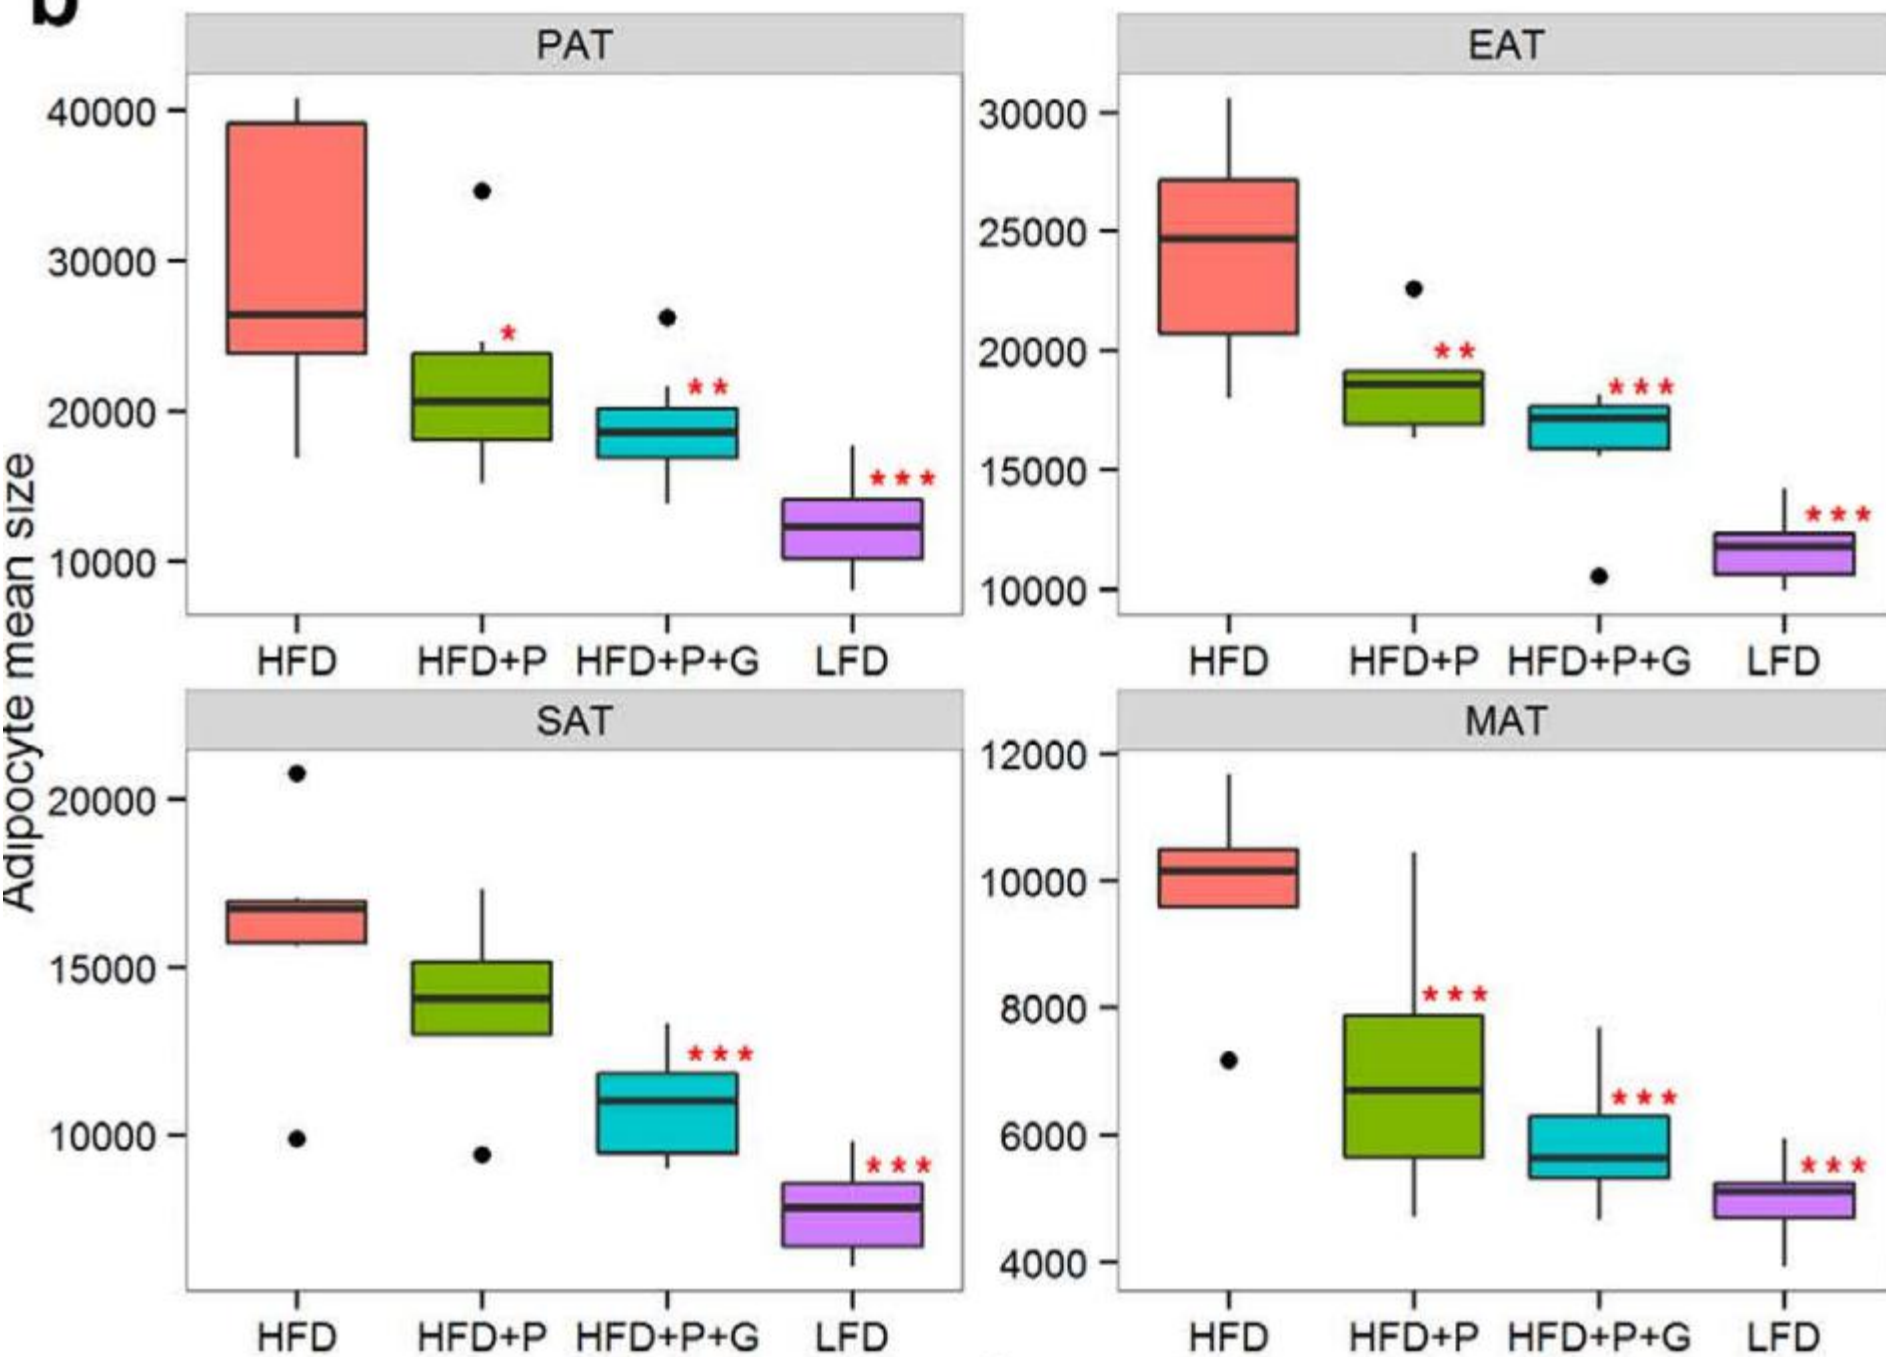 b
PAT
EAT
40000
30000
20000
10000
30000
25000
20000
15000
10000
*
**
***
**
***
***
HFD HFD+P HFD+P+G LFD
HFD HFD+P HFD+P+G LFD
Adipocyte mean size
SAT
MAT
20000
15000
10000
12000
10000
8000
6000
4000
***
***
***
***
***
HFD HFD+P HFD+P+G LFD
HFD HFD+P HFD+P+G LFD